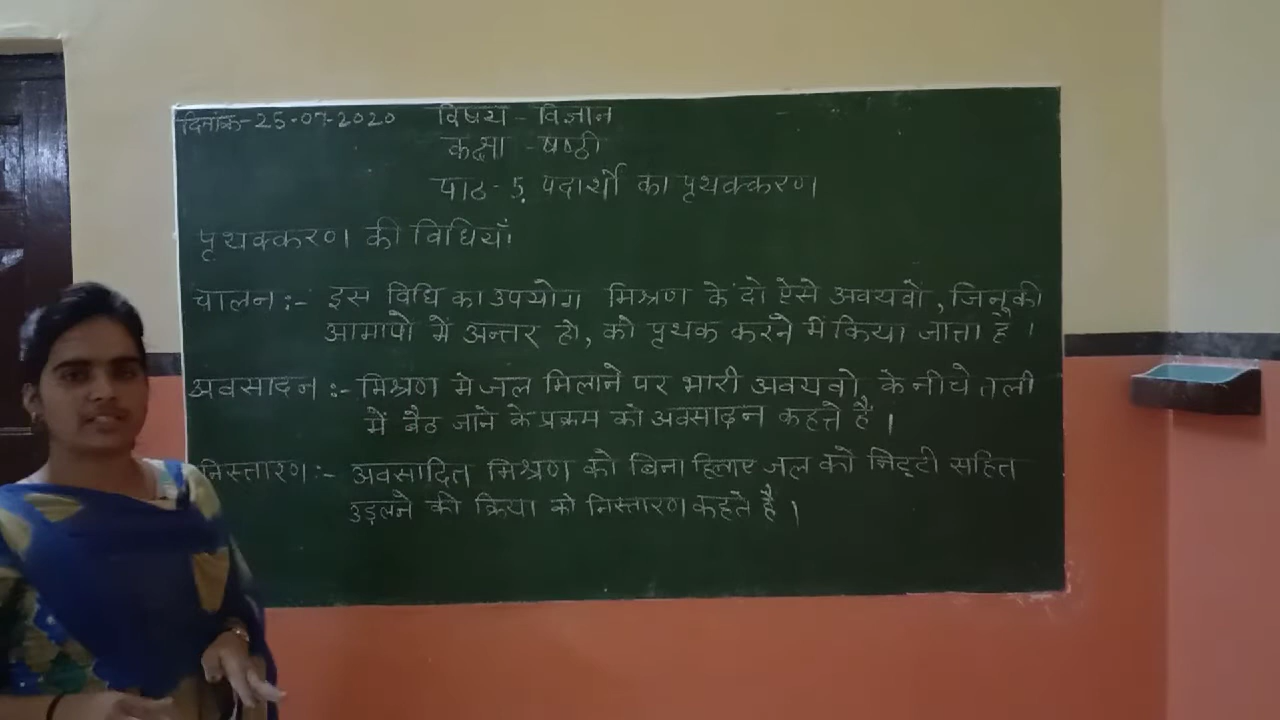 दिनांक-25-07-2020 विषय - विज्ञान
कक्षा - षष्ठी
पाठ - 5. पदार्थो का पृथक्करण
पृथक्करण की विधियाँ
चालन :- इस विधि का उपयोग मिश्रण के दो ऐसे अवयवों, जिनकी
आमापों में अन्तर हो, को पृथक करने में किया जाता है ।
अवसादन :- मिश्रण मे जल मिलाने पर भारी अवयवो के नीचे तली
में बैठ जाने के प्रक्रम को अवसादन कहते हैं ।
निस्तारण :- अवसादित मिश्रण को बिना हिलाए जल को मिट्टी सहित
उड़लने की क्रिया को निस्तारण कहते हैं ।